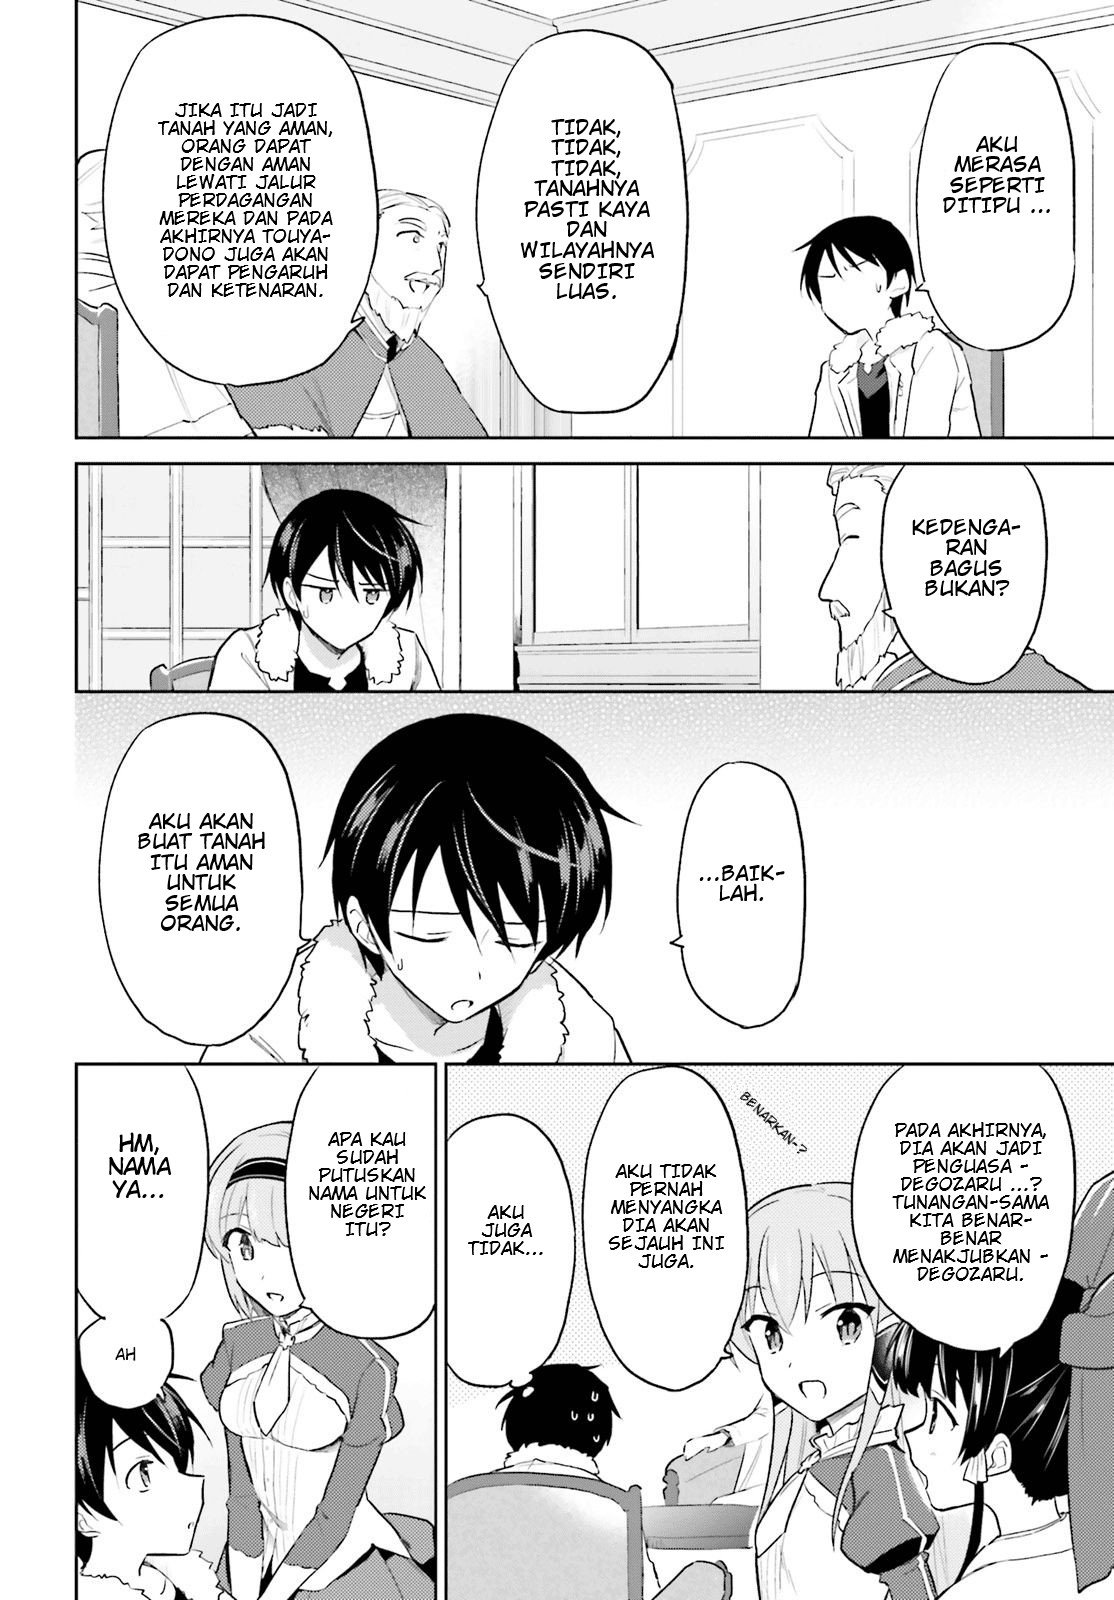 AKU
MERASA
SEPERTI
DITIPU ...
TIDAK,
TIDAK,
TIDAK,
TANAHNYA
PASTI KAYA
DAN
WILAYAHNYA
SENDIRI
LUAS.
JIKA ITU JADI
TANAH YANG AMAN,
ORANG DAPAT
DENGAN AMAN
LEWATI JALUR
PERDAGANGAN
MEREKA DAN PADA
AKHIRNYA TOUYA-
DONO JUGA AKAN
DAPAT PENGARUH
DAN KETENARAN.
KEDENGA-
RAN
BAGUS
BUKAN?
...BAIK-
LAH.
AKU AKAN
BUAT TANAH
ITU AMAN
UNTUK
SEMUA
ORANG.
PADA AKHIRNYA,
DIA AKAN JADI
PENGUASA -
DEGOZARU ...?
TUNANGAN-SAMA
KITA BENAR-
BENAR
MENAKJUBKAN -
DEGOZARU.
BENARKAN~?
AKU TIDAK
PERNAH
MENYANGKA
DIA AKAN
SEJAUH INI
JUGA.
AKU
JUGA
TIDAK...
APA KAU
SUDAH
PUTUSKAN
NAMA UNTUK
NEGERI
ITU?
HM,
NAMA
YA...
AH